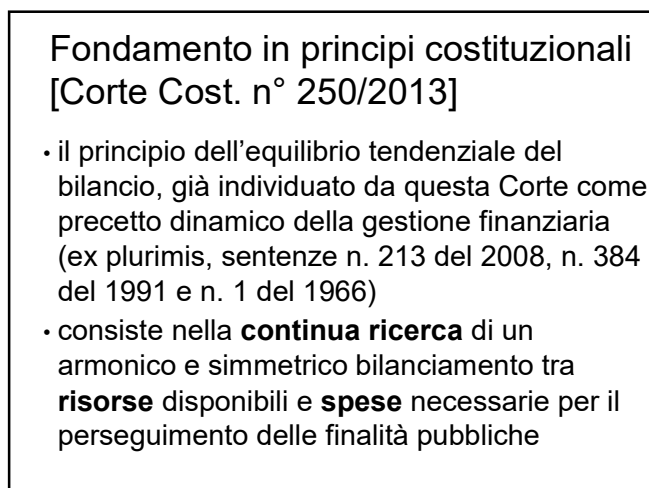 Fondamento in principi costituzionali
[Corte Cost. n° 250/2013]
• il principio dell’equilibrio tendenziale del
bilancio, già individuato da questa Corte come
precetto dinamico della gestione finanziaria
(ex plurimis, sentenze n. 213 del 2008, n. 384
del 1991 e n. 1 del 1966)
• consiste nella continua ricerca di un
armonico e simmetrico bilanciamento tra
risorse disponibili e spese necessarie per il
perseguimento delle finalità pubbliche